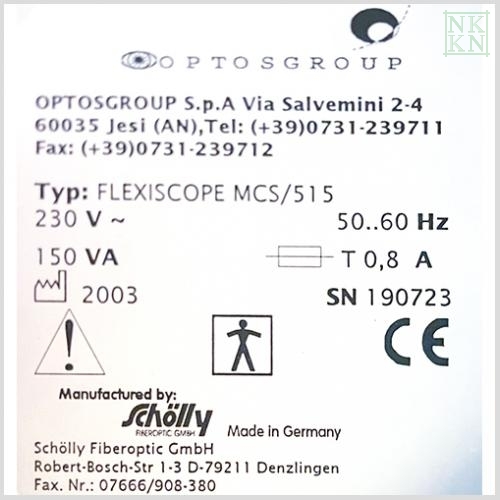 NK
KN
OPTOSGROUP
OPTOSGROUP S.p.A Via Salvemini 2-4
60035 Jesi (AN),Tel: (+39)0731-239711
Fax: (+39)0731-239712
Typ: FLEXISCOPE MCS/515
230 V ~ 50..60 Hz
150 VA T 0,8 A
2003 SN 190723
CE
Manufactured by:
Schölly
FIBEROPTIC GMBH Made in Germany
Schölly Fiberoptic GmbH
Robert-Bosch-Str 1-3 D-79211 Denzlingen
Fax. Nr.: 07666/908-380